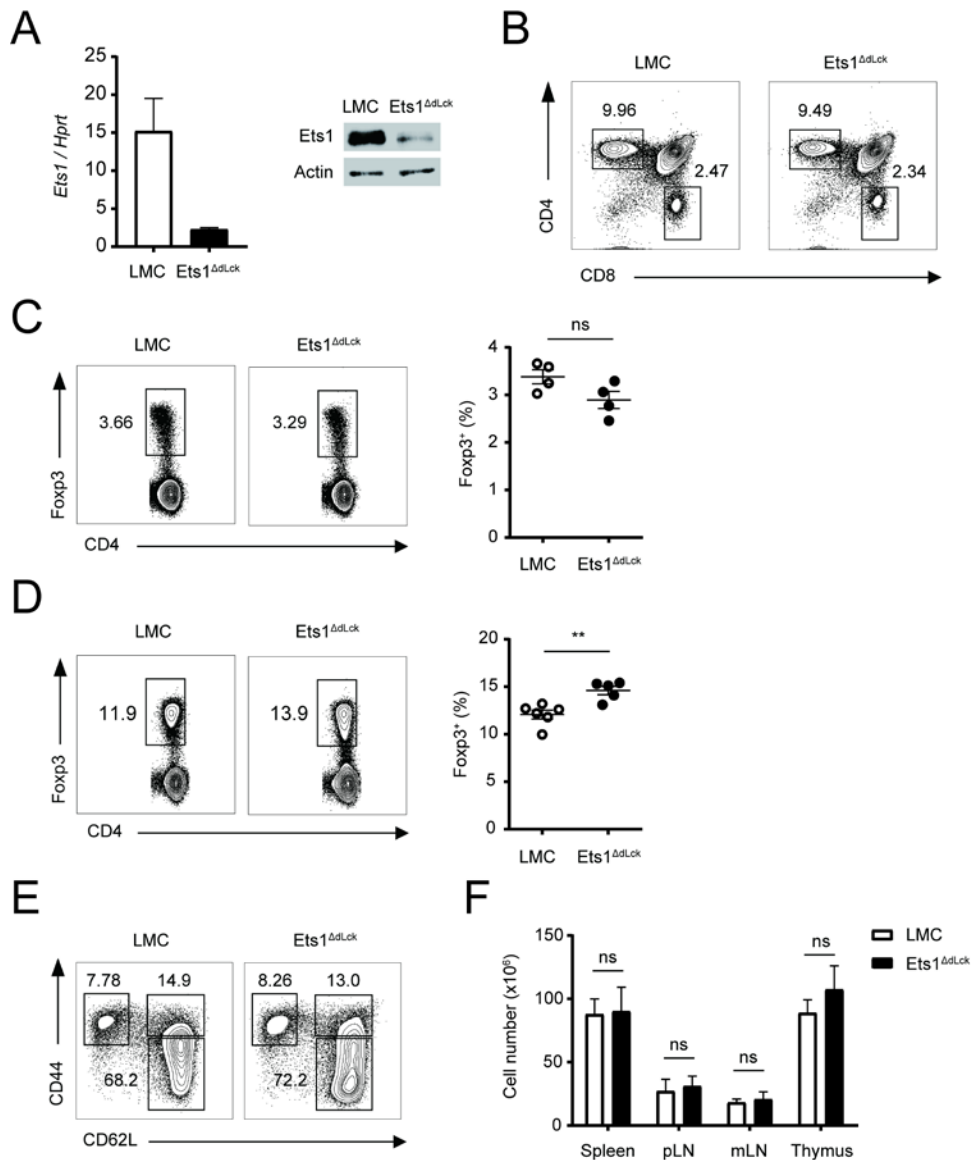 A
25
20
15
10
5
0
Ets1 / Hprt
LMC Ets1ΔdLck
LMC Ets1ΔdLck
Ets1
Actin
B
LMC Ets1ΔdLck
9.96
2.47
9.49
2.34
CD4
CD8
C
LMC Ets1ΔdLck
3.66
3.29
Foxp3
CD4
ns
4
3
2
1
0
Foxp3+ (%)
LMC Ets1ΔdLck
D
LMC Ets1ΔdLck
11.9
13.9
Foxp3
CD4
**
20
15
10
5
0
Foxp3+ (%)
LMC Ets1ΔdLck
E
LMC Ets1ΔdLck
7.78 14.9
68.2
8.26 13.0
72.2
CD44
CD62L
F
LMC
Ets1ΔdLck
150
100
50
0
Cell number (x10⁶)
ns
ns
ns
ns
Spleen pLN mLN Thymus